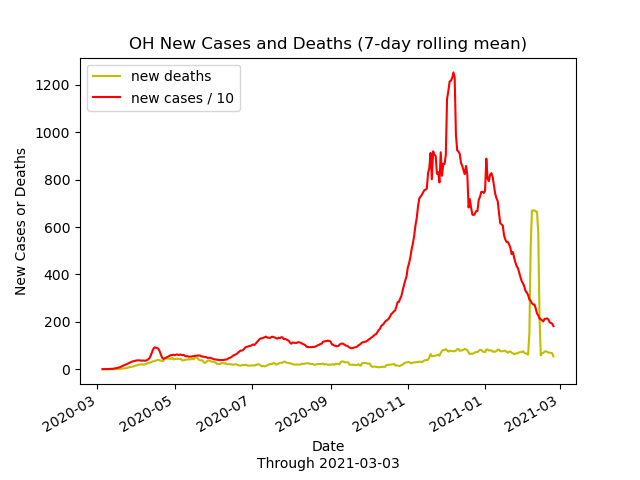 OH New Cases and Deaths (7-day rolling mean)
new deaths
new cases / 10
New Cases or Deaths
1200
1000
800
600
400
200
0
2020-03
2020-05
2020-07
2020-09
2020-11
2021-01
2021-03
Date
Through 2021-03-03